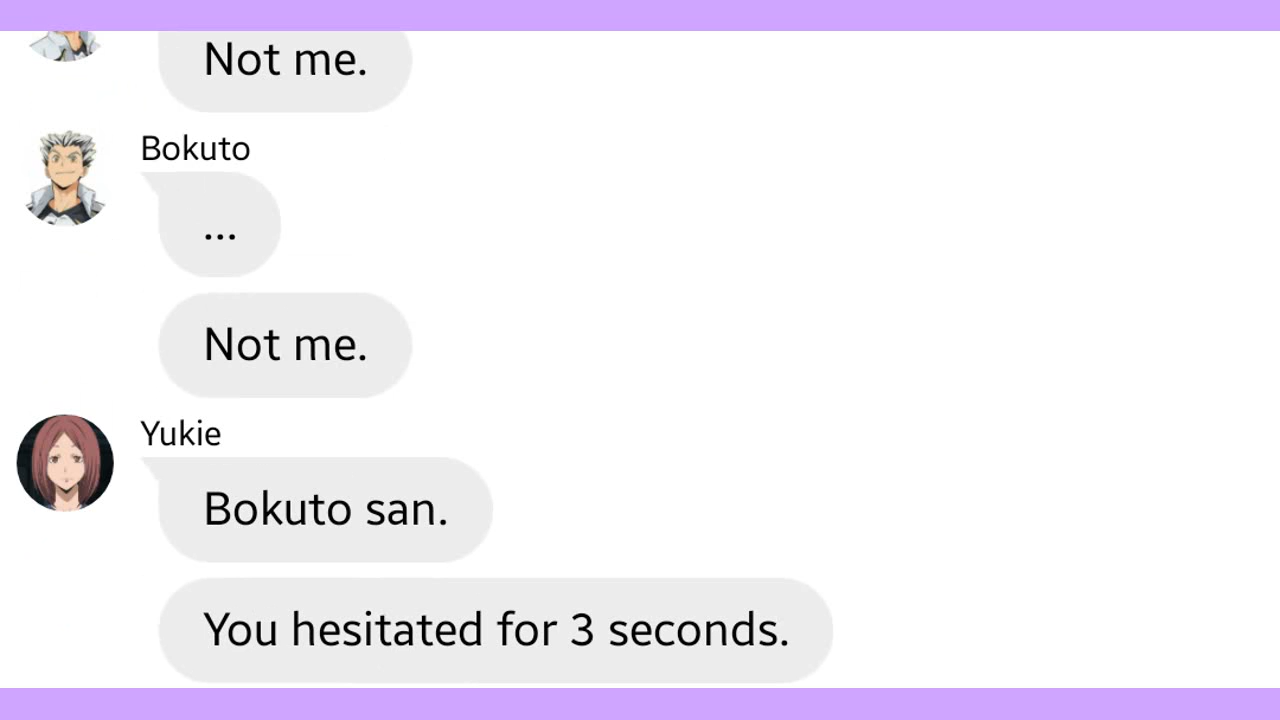 Not me.
Bokuto
...
Not me.
Yukie
Bokuto san.
You hesitated for 3 seconds.